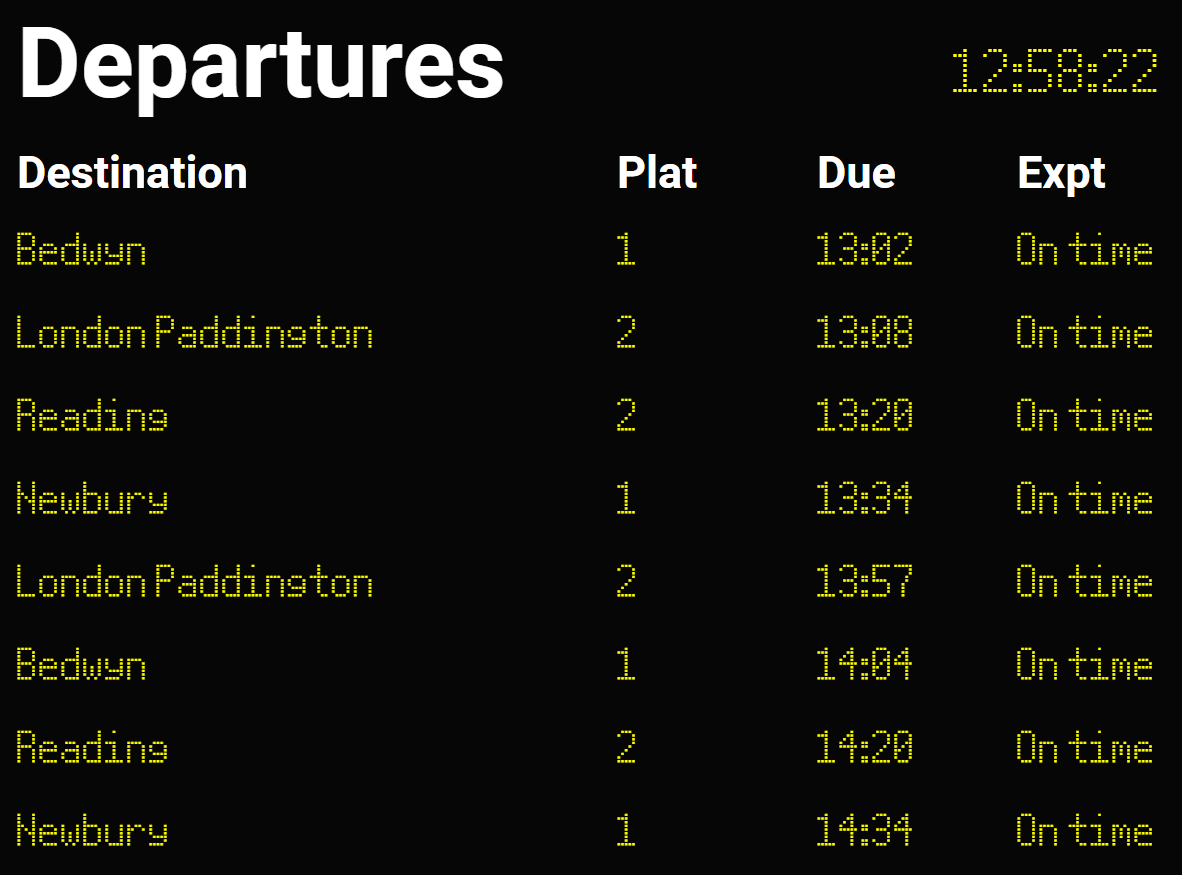 Departures 12:58:22
Destination Plat Due Expt
Bedwyn 1 13:02 On time
London Paddington 2 13:08 On time
Reading 2 13:20 On time
Newbury 1 13:34 On time
London Paddington 2 13:57 On time
Bedwyn 1 14:04 On time
Reading 2 14:20 On time
Newbury 1 14:34 On time